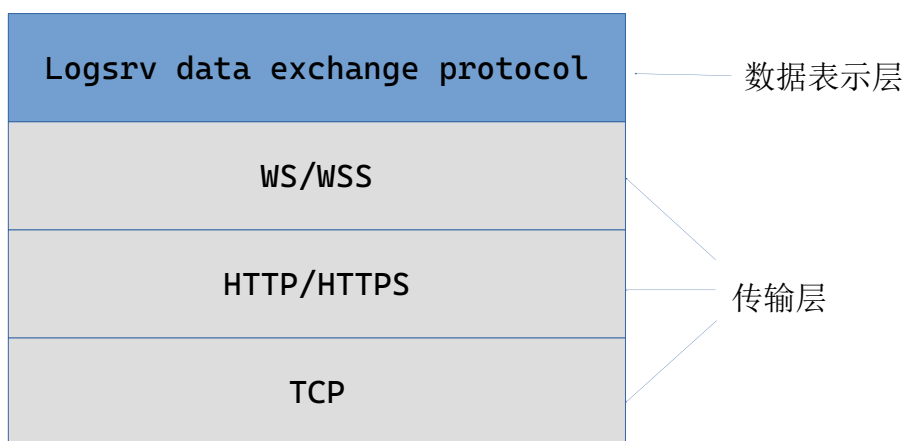 Logsrv data exchange protocol
数据表示层
WS/WSS
HTTP/HTTPS
传输层
TCP